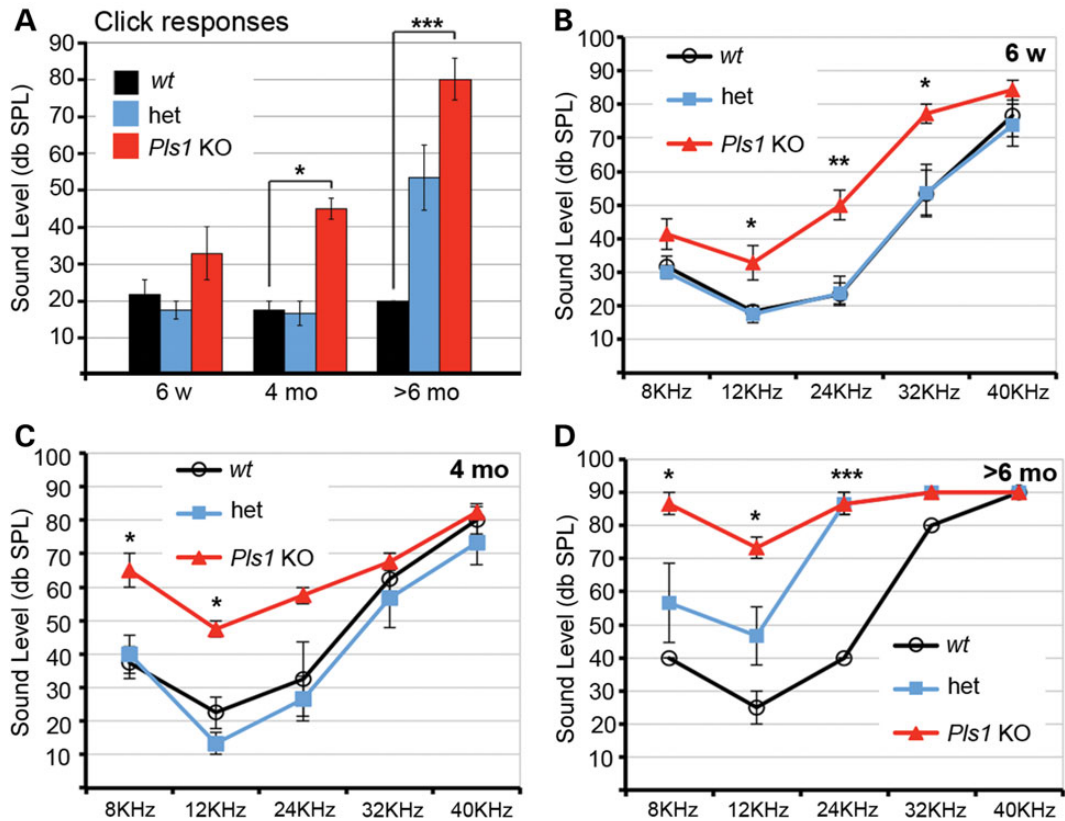 A
Click responses
Sound Level (db SPL)
90
80
70
60
50
40
30
20
10
wt
het
Pls1 KO
*
***
6 w
4 mo
>6 mo
B
6 w
Sound Level (db SPL)
100
90
80
70
60
50
40
30
20
10
wt
het
Pls1 KO
*
**
*
8KHz 12KHz 24KHz 32KHz 40KHz
C
4 mo
Sound Level (db SPL)
100
90
80
70
60
50
40
30
20
10
wt
het
Pls1 KO
*
*
8KHz 12KHz 24KHz 32KHz 40KHz
D
>6 mo
Sound Level (db SPL)
100
90
80
70
60
50
40
30
20
10
*
*
***
wt
het
Pls1 KO
8KHz 12KHz 24KHz 32KHz 40KHz